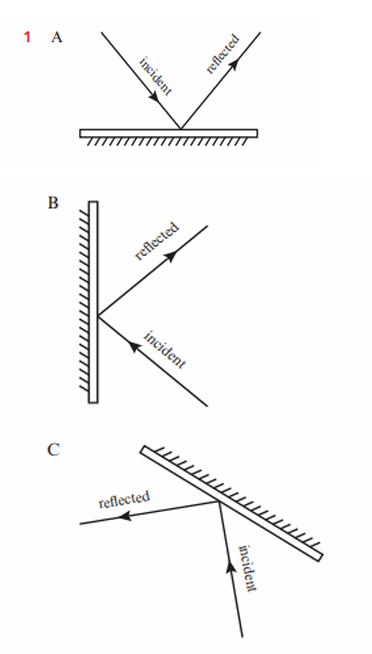 1 A
incident
reflected
B
reflected
incident
C
reflected
incident